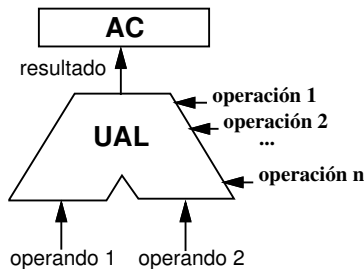 AC
resultado
operación 1
operación 2
...
UAL
operación n
operando 1
operando 2